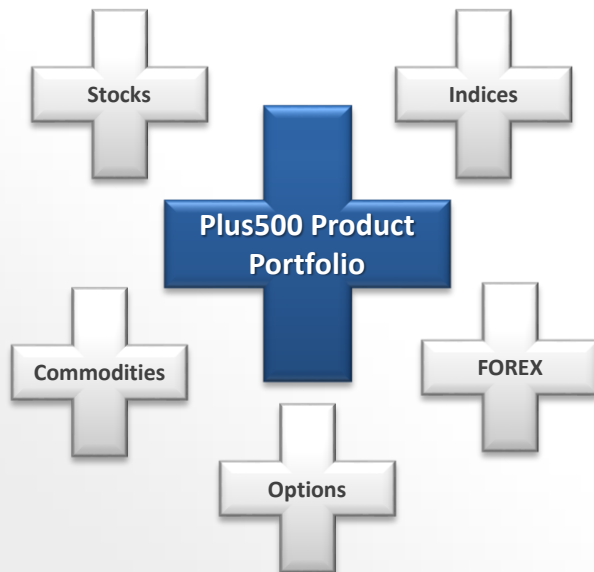 Stocks
Indices
Plus500 Product
Portfolio
Commodities
FOREX
Options